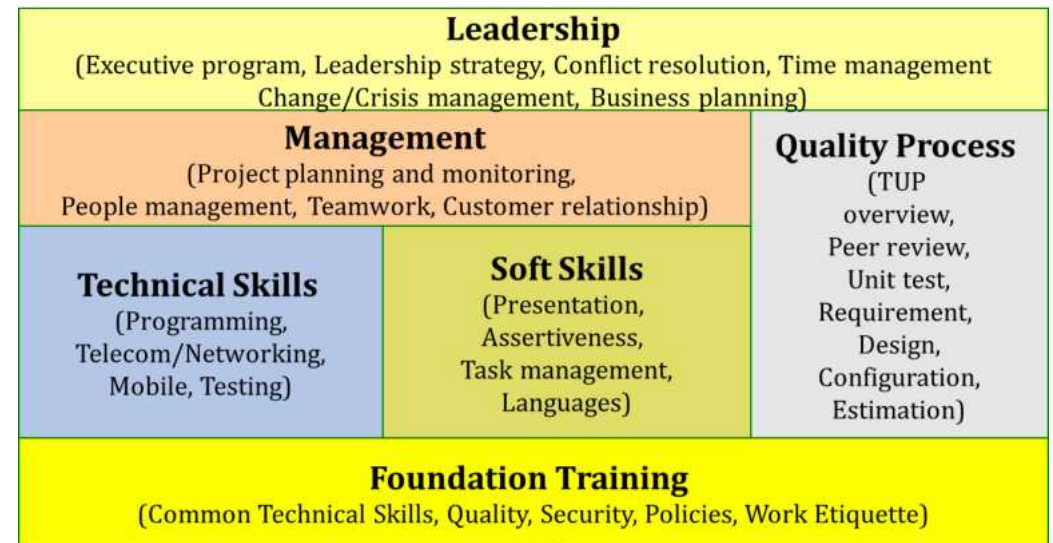 Leadership
(Executive program, Leadership strategy, Conflict resolution, Time management
Change/Crisis management, Business planning)
Management
(Project planning and monitoring,
People management, Teamwork, Customer relationship)
Quality Process
(TUP
overview,
Peer review,
Unit test,
Requirement,
Design,
Configuration,
Estimation)
Technical Skills
(Programming,
Telecom/Networking,
Mobile, Testing)
Soft Skills
(Presentation,
Assertiveness,
Task management,
Languages)
Foundation Training
(Common Technical Skills, Quality, Security, Policies, Work Etiquette)